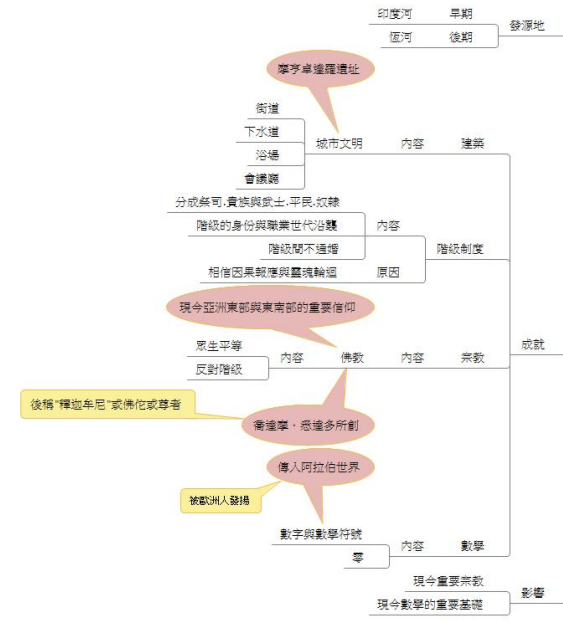 印度河 早期
發源地
恆河 後期
摩亨卓達羅遺址
街道
下水道
城市文明 內容 建築
浴場
會議廳
分成祭司,貴族與武士,平民,奴隸
階級的身份與職業世代沿襲 內容
階級間不通婚
階級制度
相信因果報應與靈魂輪迴 原因
現今亞洲東部與東南部的重要信仰
成就
眾生平等
內容 佛教 內容 宗教
反對階級
後稱"釋迦牟尼"或佛佗或尊者
喬達摩·悉達多所創
傳入阿拉伯世界
被歐洲人發揚
數字與數學符號
內容 數學
零
現今重要宗教
影響
現今數學的重要基礎